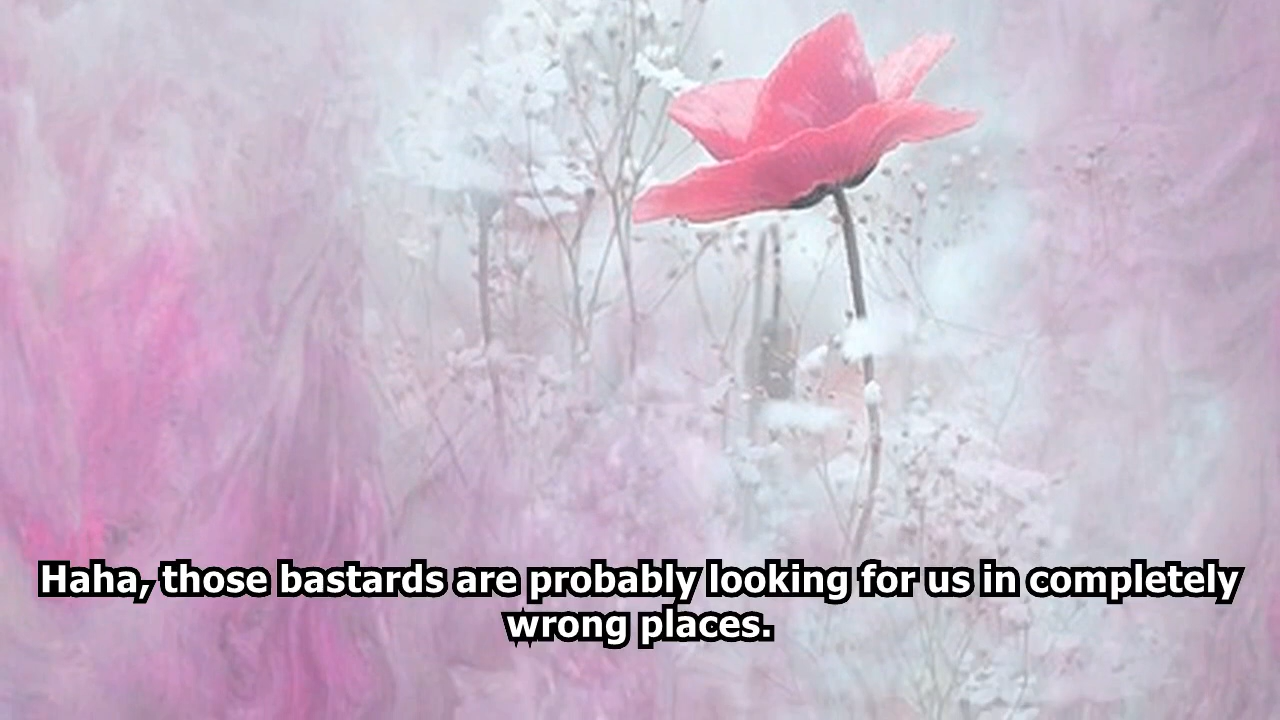 Haha, those bastards are probably looking for us in completely
wrong places.